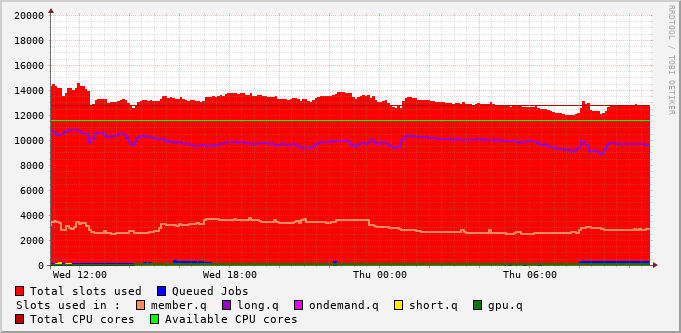 RRDTOOL / TOBI OETIKER
20000
18000
16000
14000
12000
10000
8000
6000
4000
2000
0
Wed 12:00 Wed 18:00 Thu 00:00 Thu 06:00
Total slots used Queued Jobs
Slots used in : member.q long.q ondemand.q short.q gpu.q
Total CPU cores Available CPU cores